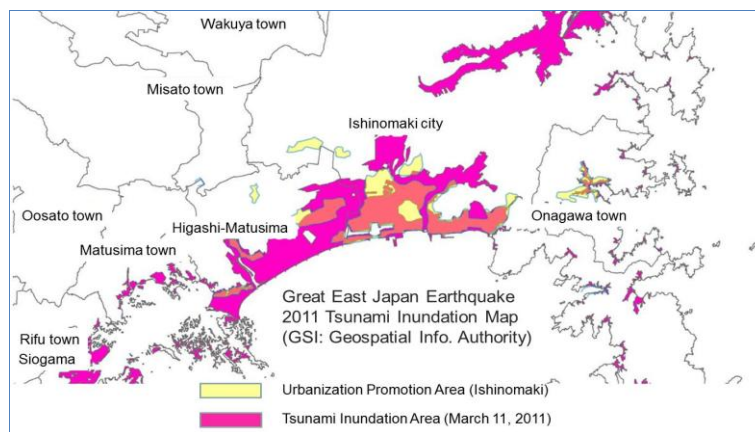 Wakuya town
Misato town
Ishinomaki city
Oosato town
Higashi-Matusima
Onagawa town
Matusima town
Great East Japan Earthquake
2011 Tsunami Inundation Map
(GSI: Geospatial Info. Authority)
Rifu town
Siogama
Urbanization Promotion Area (Ishinomaki)
Tsunami Inundation Area (March 11, 2011)